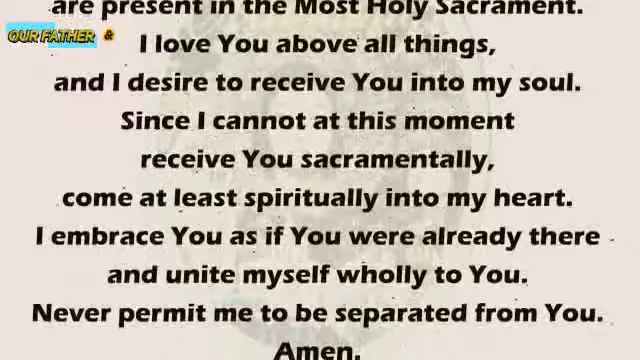 are present in the Most Holy Sacrament.
OUR FATHER &
I love You above all things,
and I desire to receive You into my soul.
Since I cannot at this moment
receive You sacramentally,
come at least spiritually into my heart.
I embrace You as if You were already there
and unite myself wholly to You.
Never permit me to be separated from You.
Amen.